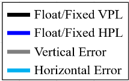 Float/Fixed VPL
Float/Fixed HPL
Vertical Error
Horizontal Error